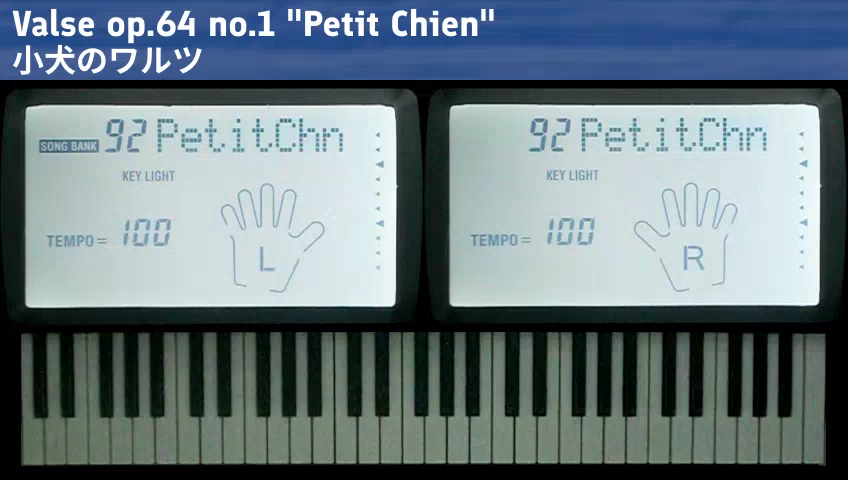 Valse op.64 no.1 "Petit Chien"
小犬のワルツ
SONG BANK 92 PetitChn
KEY LIGHT
TEMPO= 100
L
92 PetitChn
KEY LIGHT
TEMPO= 100
R